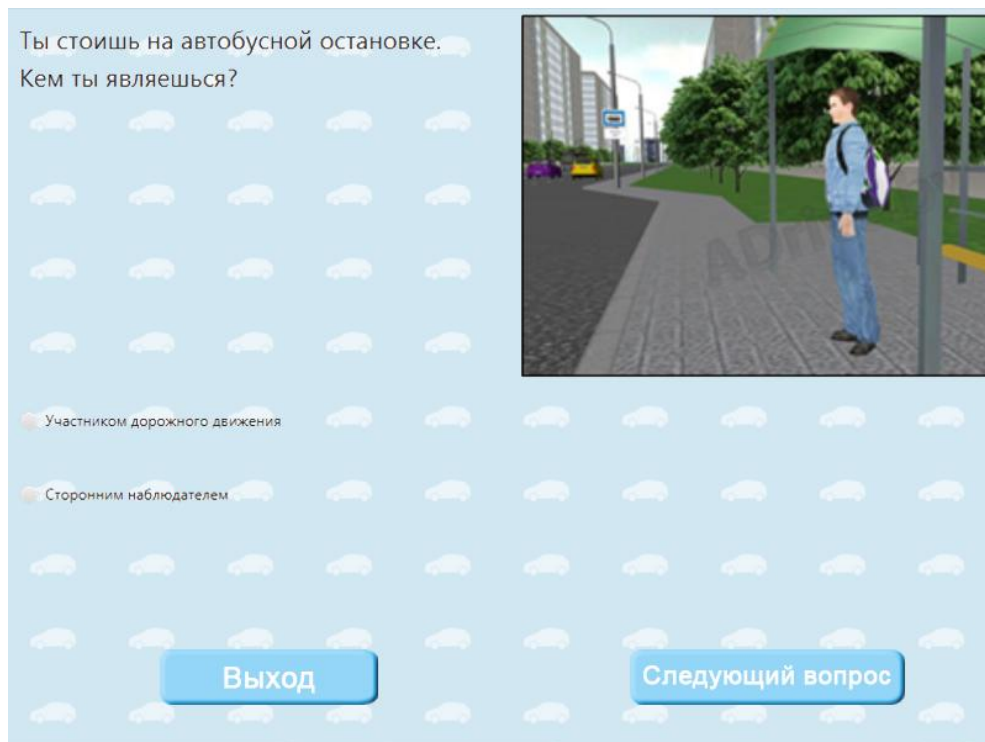 Ты стоишь на автобусной остановке.
Кем ты являешься?
Участником дорожного движения
Сторонним наблюдателем
Выход
Следующий вопрос